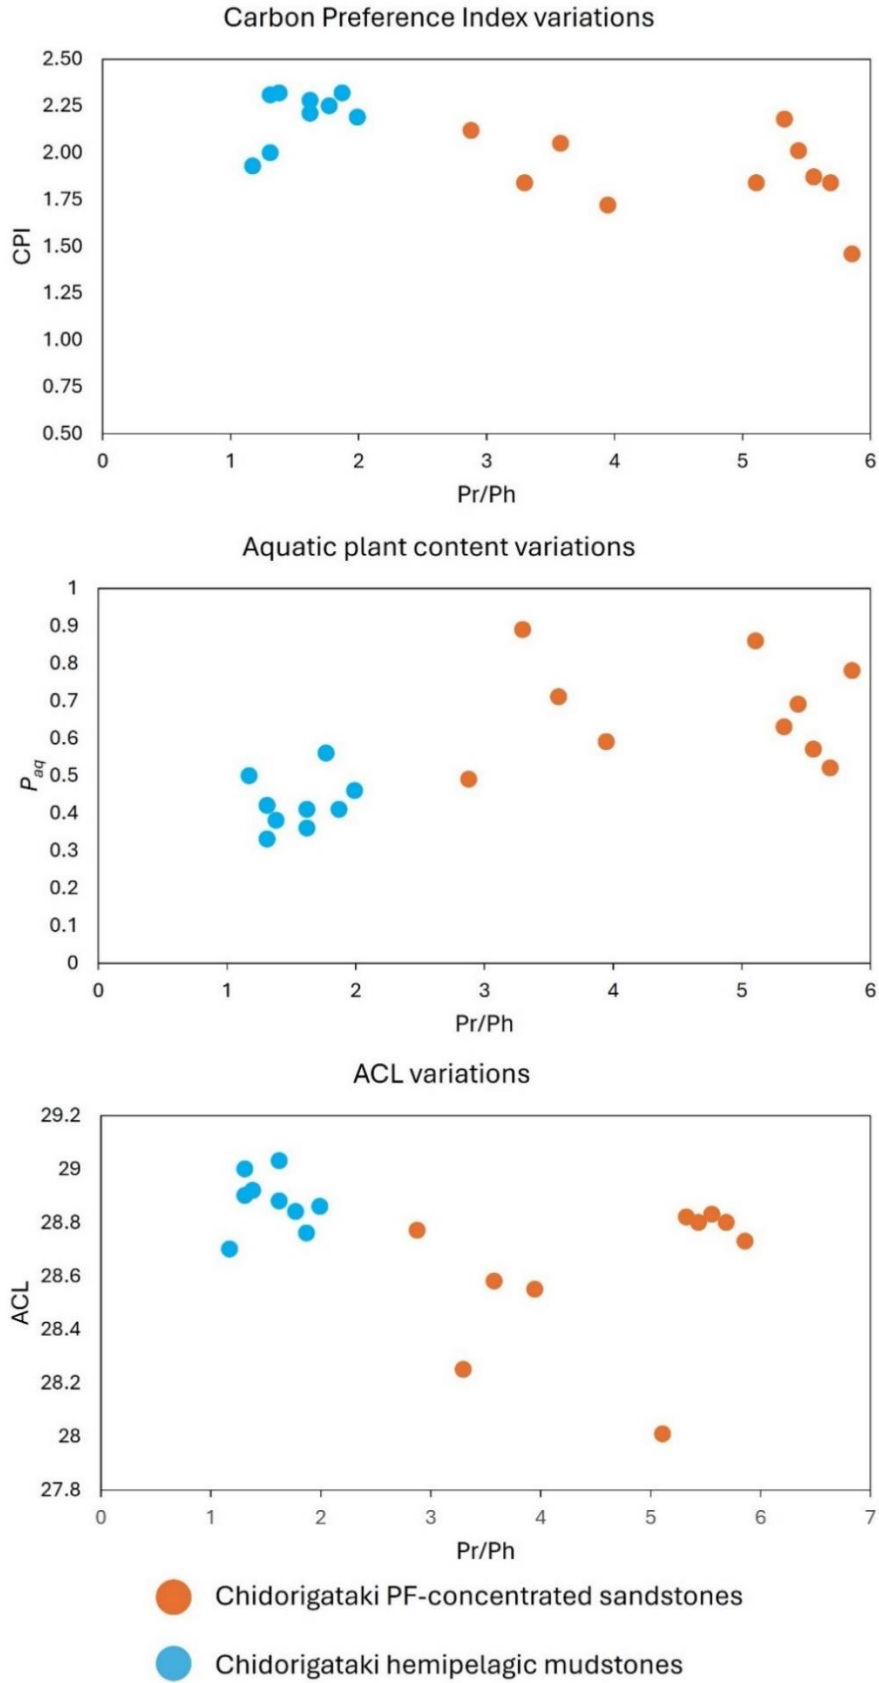 Carbon Preference Index variations
2.50
2.25
2.00
1.75
1.50
1.25
1.00
0.75
0.50
CPI
0 1 2 3 4 5 6
Pr/Ph
Aquatic plant content variations
1
0.9
0.8
0.7
0.6
0.5
0.4
0.3
0.2
0.1
0
Paq
0 1 2 3 4 5 6
Pr/Ph
ACL variations
29.2
29
28.8
28.6
28.4
28.2
28
27.8
ACL
0 1 2 3 4 5 6 7
Pr/Ph
Chidorigataki PF-concentrated sandstones
Chidorigataki hemipelagic mudstones